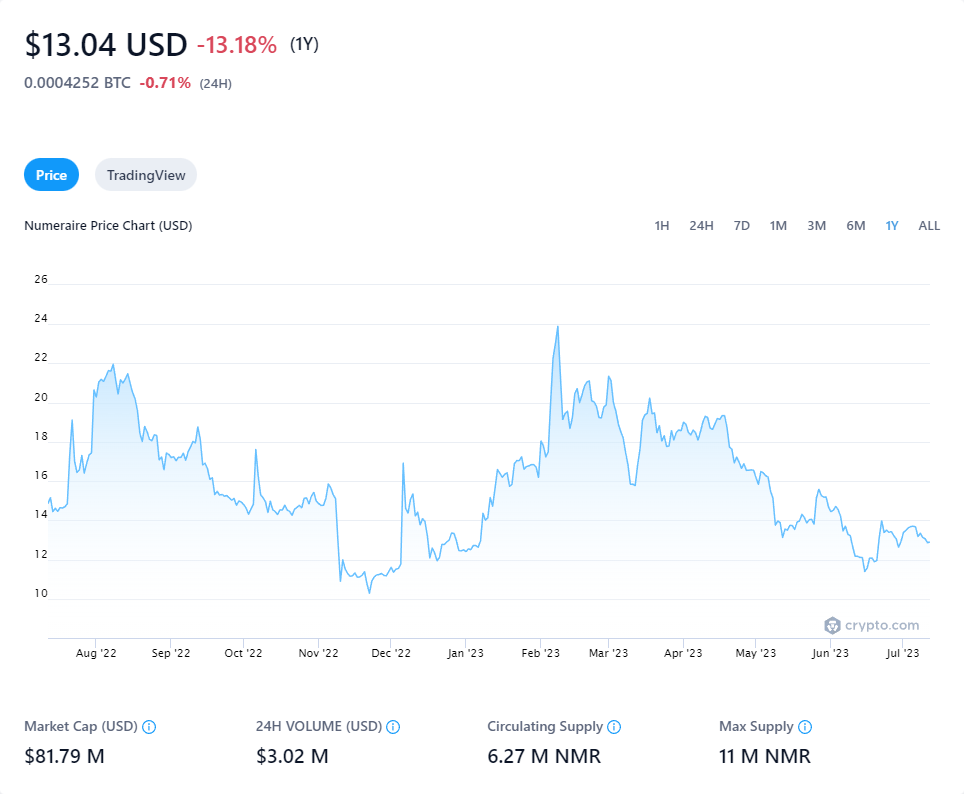 $13.04 USD -13.18% (1Y)
0.0004252 BTC -0.71% (24H)
Price TradingView
Numeraire Price Chart (USD) 1H 24H 7D 1M 3M 6M 1Y ALL
26
24
22
20
18
16
14
12
10
crypto.com
Aug '22 Sep '22 Oct '22 Nov '22 Dec '22 Jan '23 Feb '23 Mar '23 Apr '23 May '23 Jun '23 Jul '23
Market Cap (USD) 24H VOLUME (USD) Circulating Supply Max Supply
$81.79 M $3.02 M 6.27 M NMR 11 M NMR